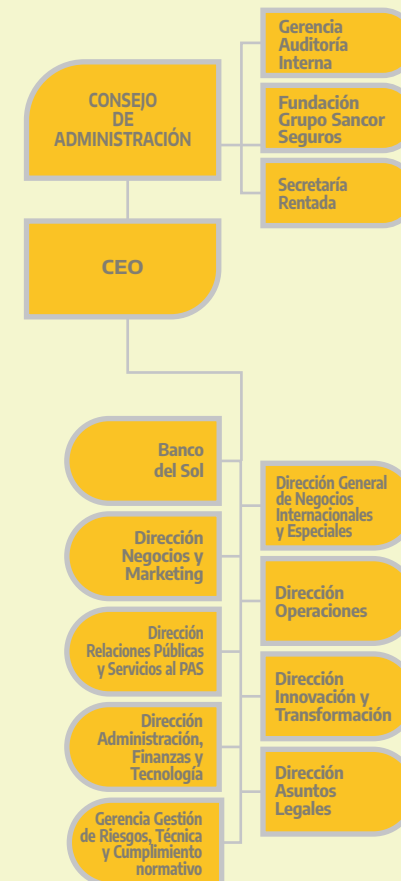 CONSEJO
DE
ADMINISTRACIÓN
Gerencia
Auditoría
Interna
Fundación
Grupo Sancor
Seguros
Secretaría
Rentada
CEO
Banco
del Sol
Dirección General
de Negocios
Internacionales
y Especiales
Dirección
Negocios y
Marketing
Dirección
Operaciones
Dirección
Relaciones Públicas
y Servicios al PAS
Dirección
Innovación y
Transformación
Dirección
Administración,
Finanzas y
Tecnología
Dirección
Asuntos
Legales
Gerencia Gestión
de Riesgos, Técnica
y Cumplimiento
normativo